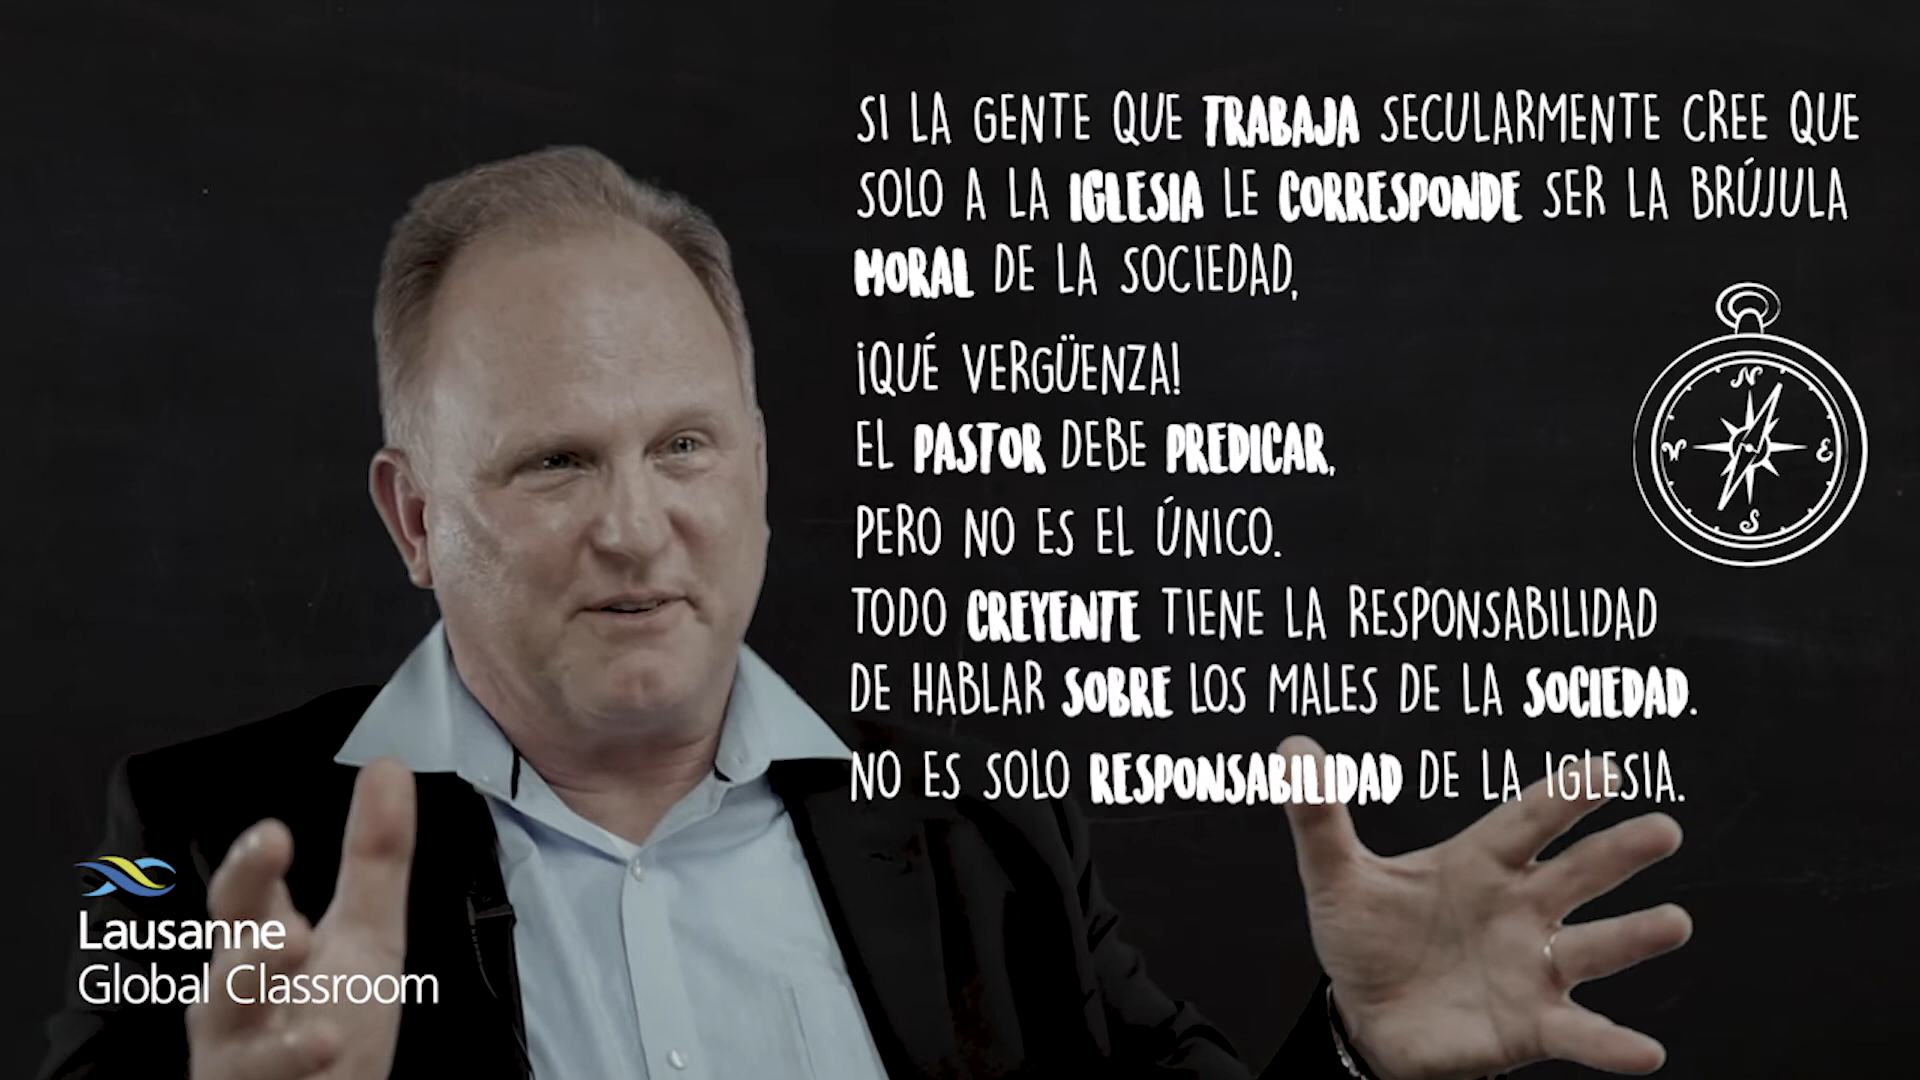 SI LA GENTE QUE TRABAJA SECULARMENTE CREE QUE
SOLO A LA IGLESIA LE CORRESPONDE SER LA BRÚJULA
MORAL DE LA SOCIEDAD,
¡QUÉ VERGÜENZA!
EL PASTOR DEBE PREDICAR,
PERO NO ES EL ÚNICO.
TODO CREYENTE TIENE LA RESPONSABILIDAD
DE HABLAR SOBRE LOS MALES DE LA SOCIEDAD.
NO ES SOLO RESPONSABILIDAD DE LA IGLESIA.
N
W E
S
Lausanne
Global Classroom